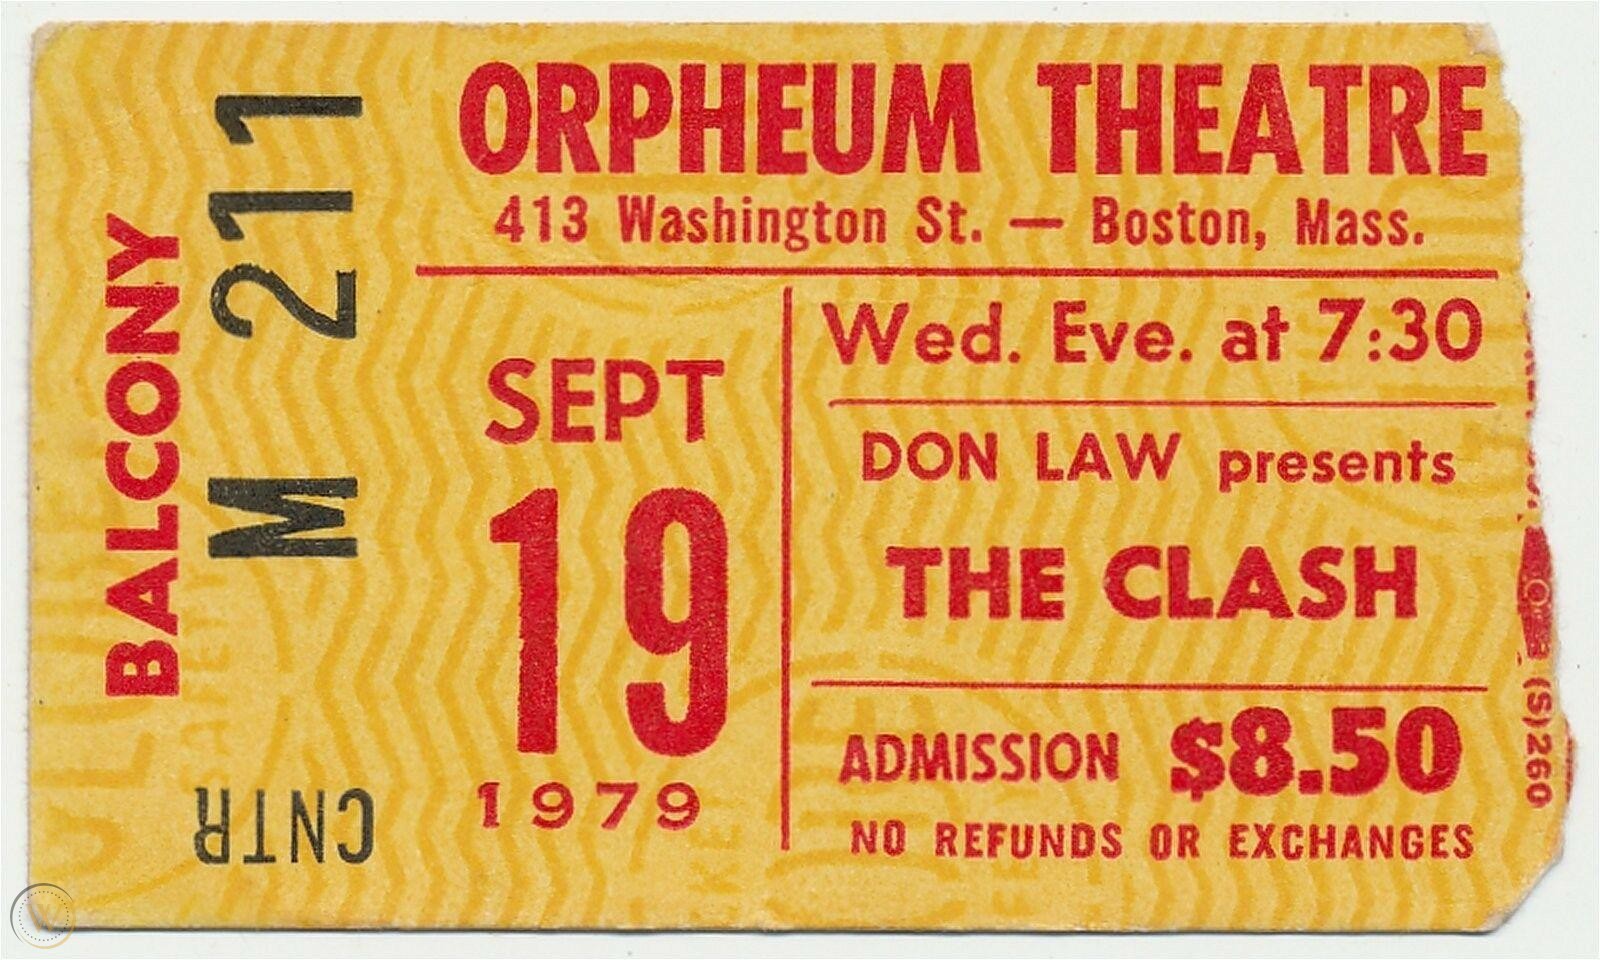 ORPHEUM THEATRE
413 Washington St. — Boston, Mass.
BALCONY
M 211
CNTR
SEPT
19
1979
Wed. Eve. at 7:30
DON LAW presents
THE CLASH
ADMISSION $8.50
NO REFUNDS OR EXCHANGES
(S)260